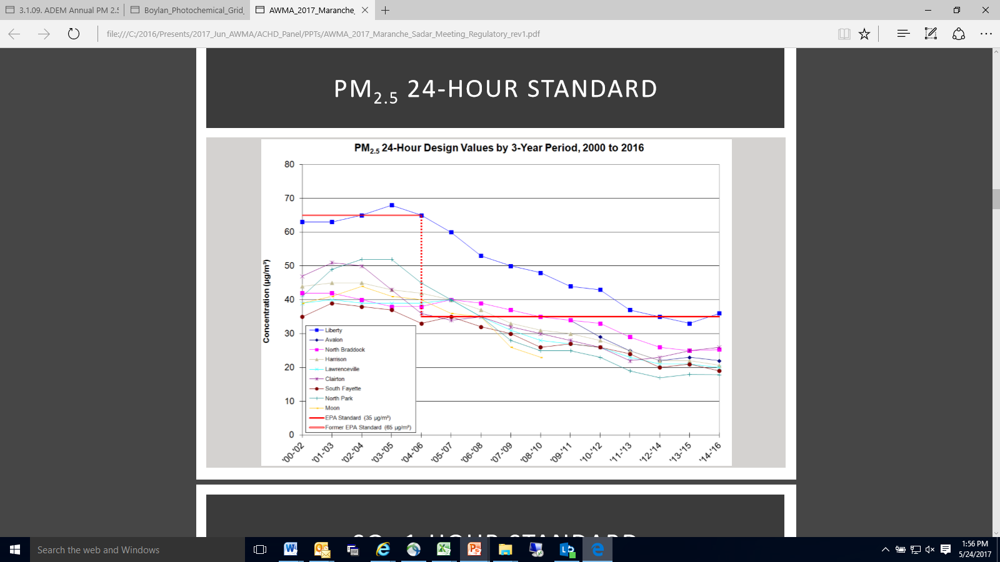 3.1.09. ADEM Annual PM 2.5
Boylan_Photochemical_Grid_
AWMA_2017_Maranche_
file:///C:/2016/Presents/2017_Jun_AWMA/ACHD_Panel/PPTs/AWMA_2017_Maranche_Sadar_Meeting_Regulatory_rev1.pdf
PM2.5 24-HOUR STANDARD
PM2.5 24-Hour Design Values by 3-Year Period, 2000 to 2016
Concentration (µg/m³)
80
70
60
50
40
30
20
10
0
Liberty
Avalon
North Braddock
Harrison
Lawrenceville
Clairton
South Fayette
North Park
Moon
EPA Standard (35 µg/m³)
Former EPA Standard (65 µg/m³)
'00-'02
'01-'03
'02-'04
'03-'05
'04-'06
'05-'07
'06-'08
'07-'09
'08-'10
'09-'11
'10-'12
'11-'13
'12-'14
'13-'15
'14-'16
1-HOUR STANDARD
Search the web and Windows
1:56 PM
5/24/2017